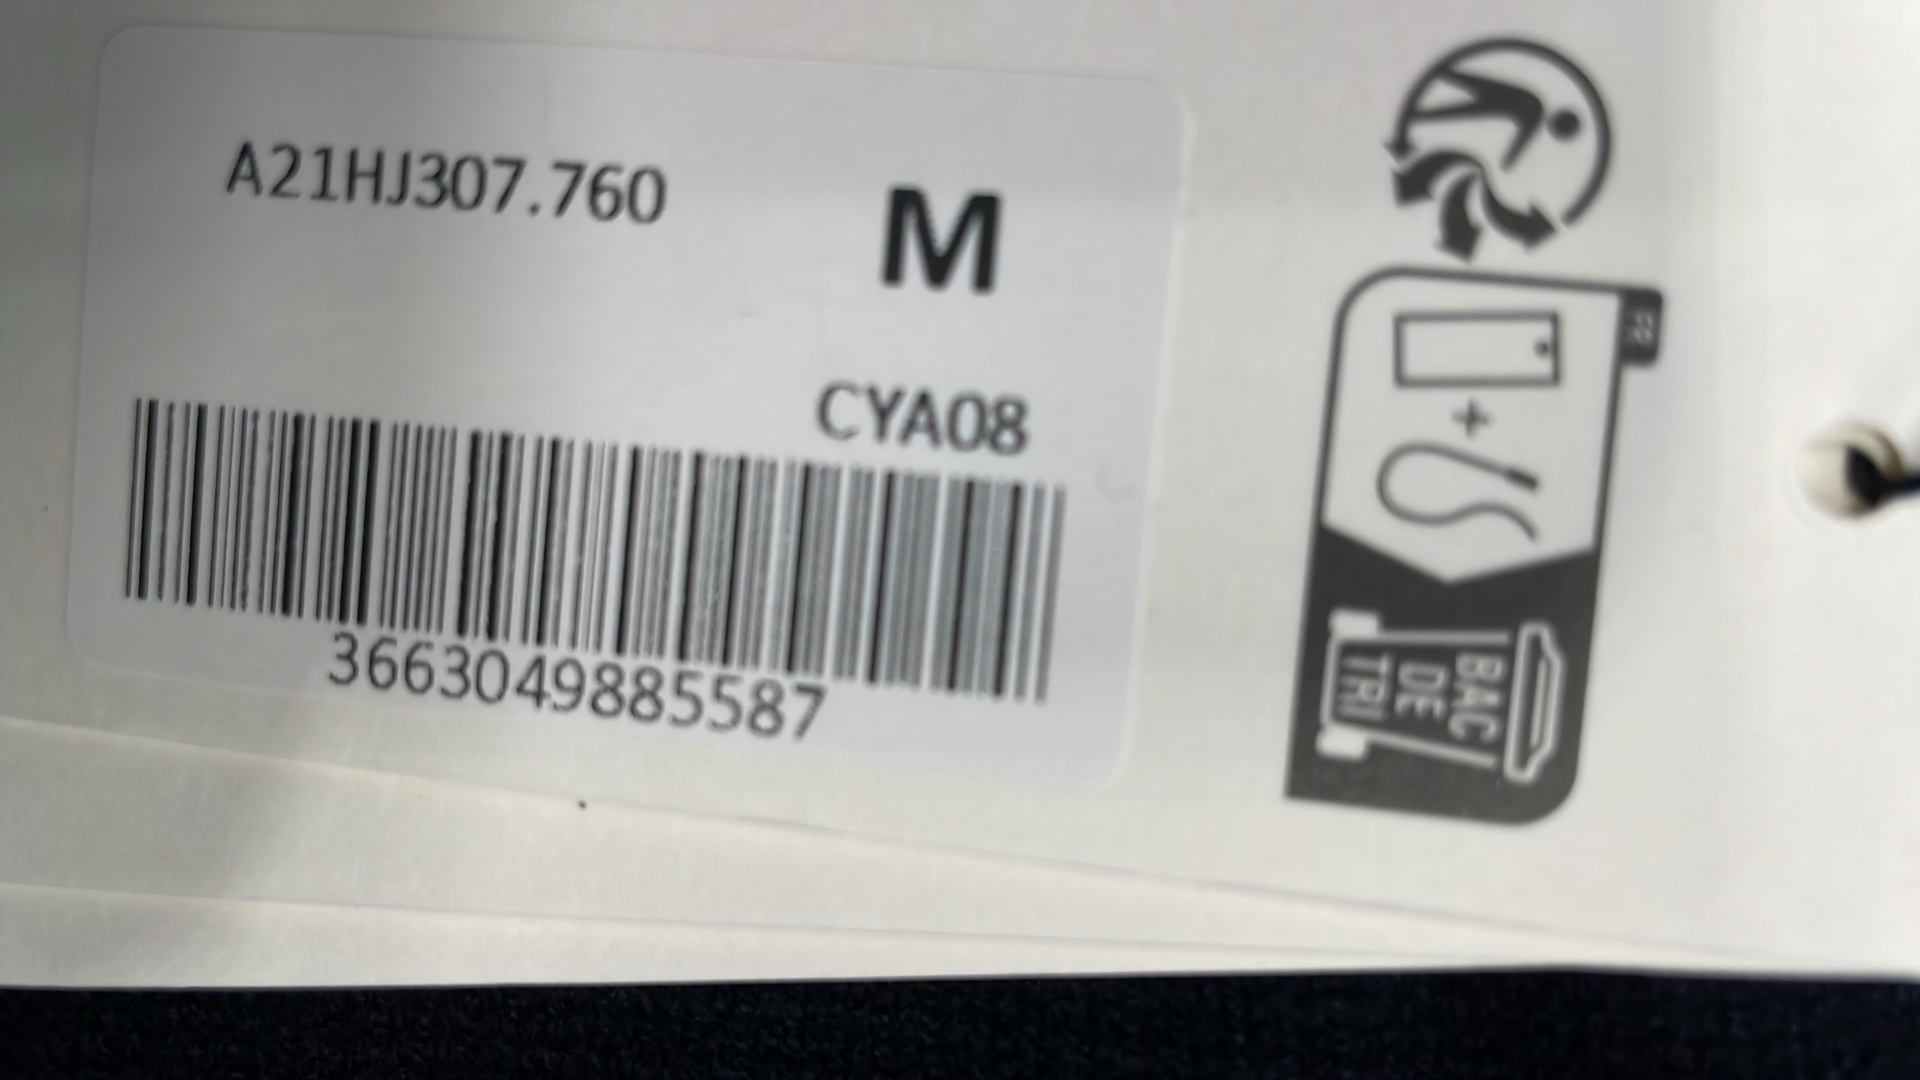 A21HJ307.760
M
CYA08
3663049885587
FR
+
BAC
DE
TRI